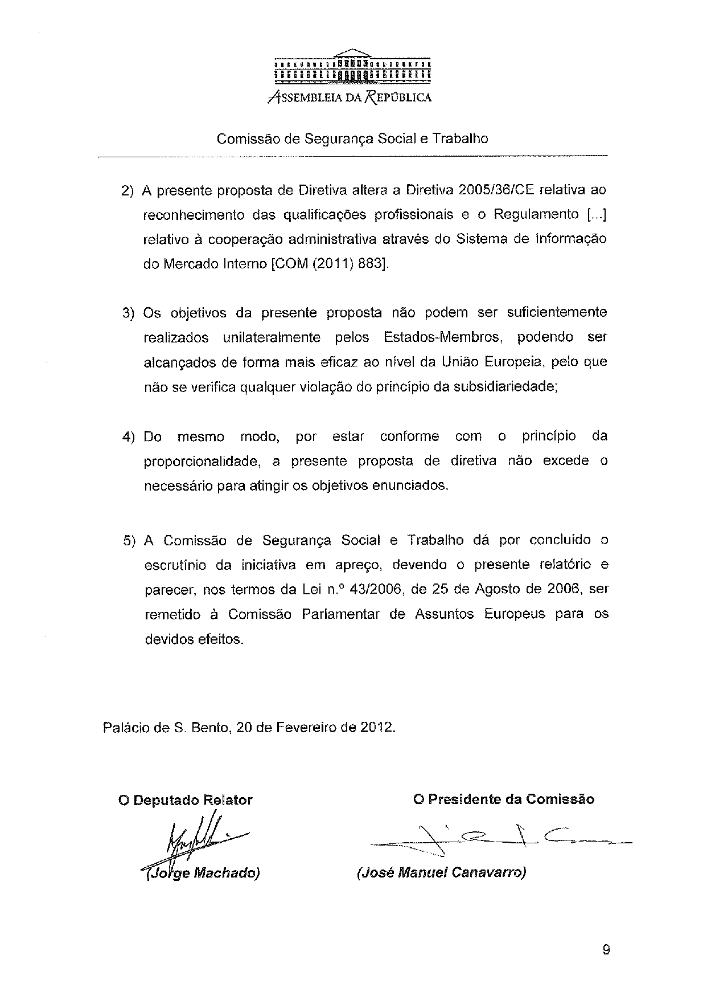 ASSEMBLEIA DA REPÚBLICA
Comissão de Segurança Social e Trabalho
2) A presente proposta de Diretiva altera a Diretiva 2005/36/CE relativa ao
reconhecimento das qualificações profissionais e o Regulamento [...]
relativo à cooperação administrativa através do Sistema de Informação
do Mercado Interno [COM (2011) 883].
3) Os objetivos da presente proposta não podem ser suficientemente
realizados unilateralmente pelos Estados-Membros, podendo ser
alcançados de forma mais eficaz ao nível da União Europeia, pelo que
não se verifica qualquer violação do princípio da subsidiariedade;
4) Do mesmo modo, por estar conforme com o princípio da
proporcionalidade, a presente proposta de diretiva não excede o
necessário para atingir os objetivos enunciados.
5) A Comissão de Segurança Social e Trabalho dá por concluído o
escrutínio da iniciativa em apreço, devendo o presente relatório e
parecer, nos termos da Lei n.º 43/2006, de 25 de Agosto de 2006, ser
remetido à Comissão Parlamentar de Assuntos Europeus para os
devidos efeitos.
Palácio de S. Bento, 20 de Fevereiro de 2012.
O Deputado Relator O Presidente da Comissão
(Jorge Machado) (José Manuel Canavarro)
9